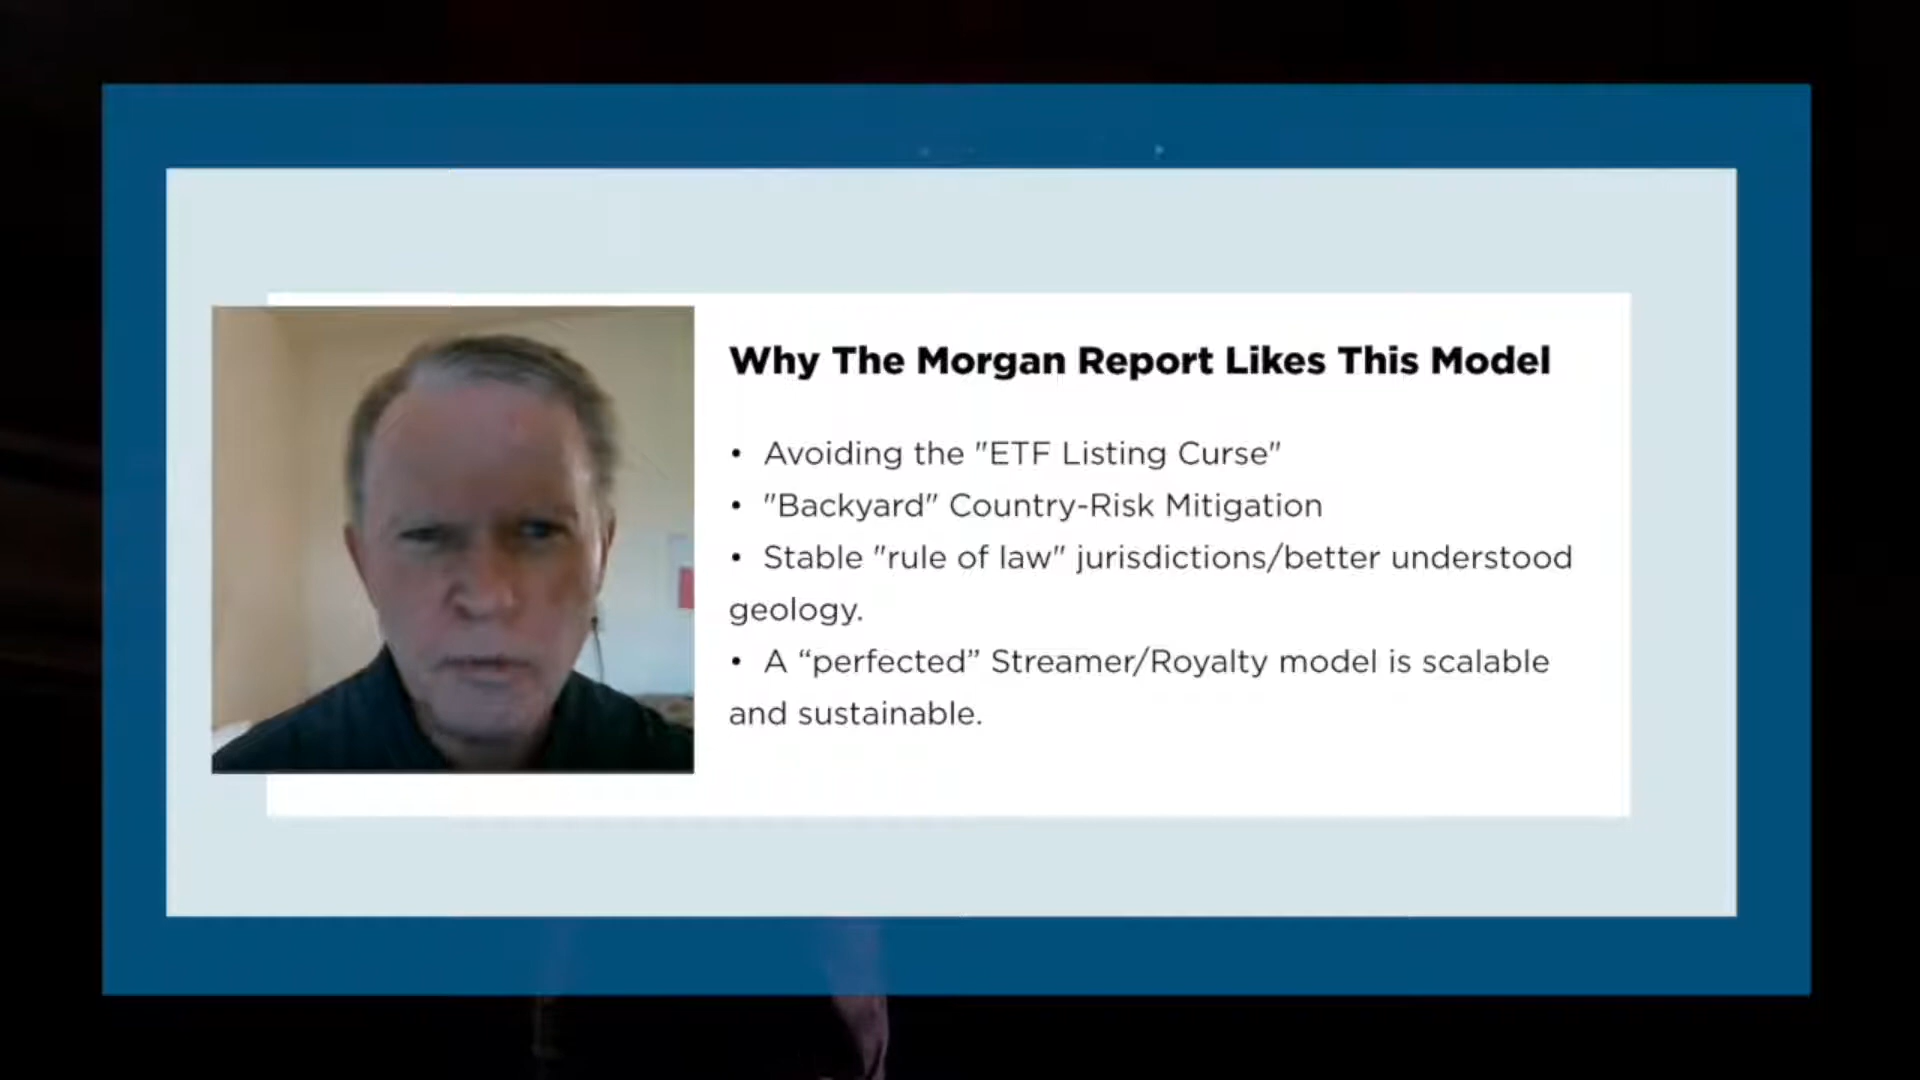 Why The Morgan Report Likes This Model
• Avoiding the "ETF Listing Curse"
• "Backyard" Country-Risk Mitigation
• Stable "rule of law" jurisdictions/better understood
geology.
• A “perfected” Streamer/Royalty model is scalable
and sustainable.